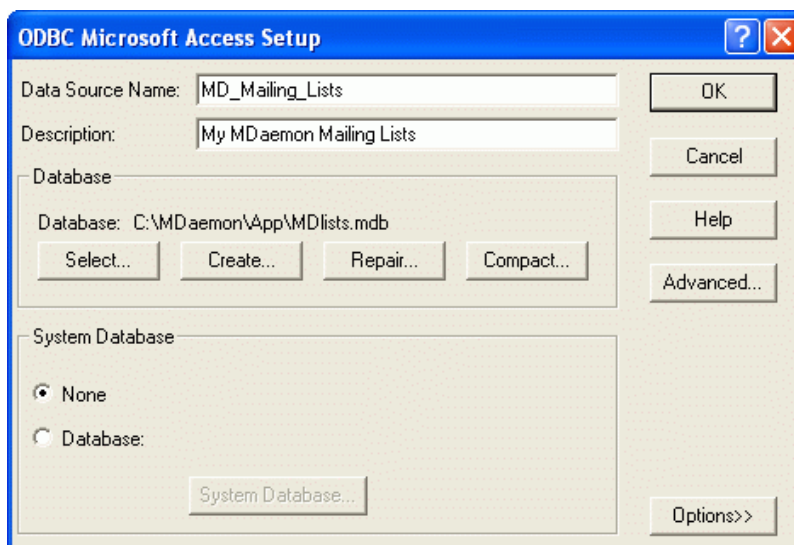 ODBC Microsoft Access Setup
Data Source Name: MD_Mailing_Lists
OK
Description: My MDaemon Mailing Lists
Cancel
Database
Database: C:\MDaemon\App\MDlists.mdb
Help
Select... Create... Repair... Compact...
Advanced...
System Database
None
Database:
System Database...
Options>>